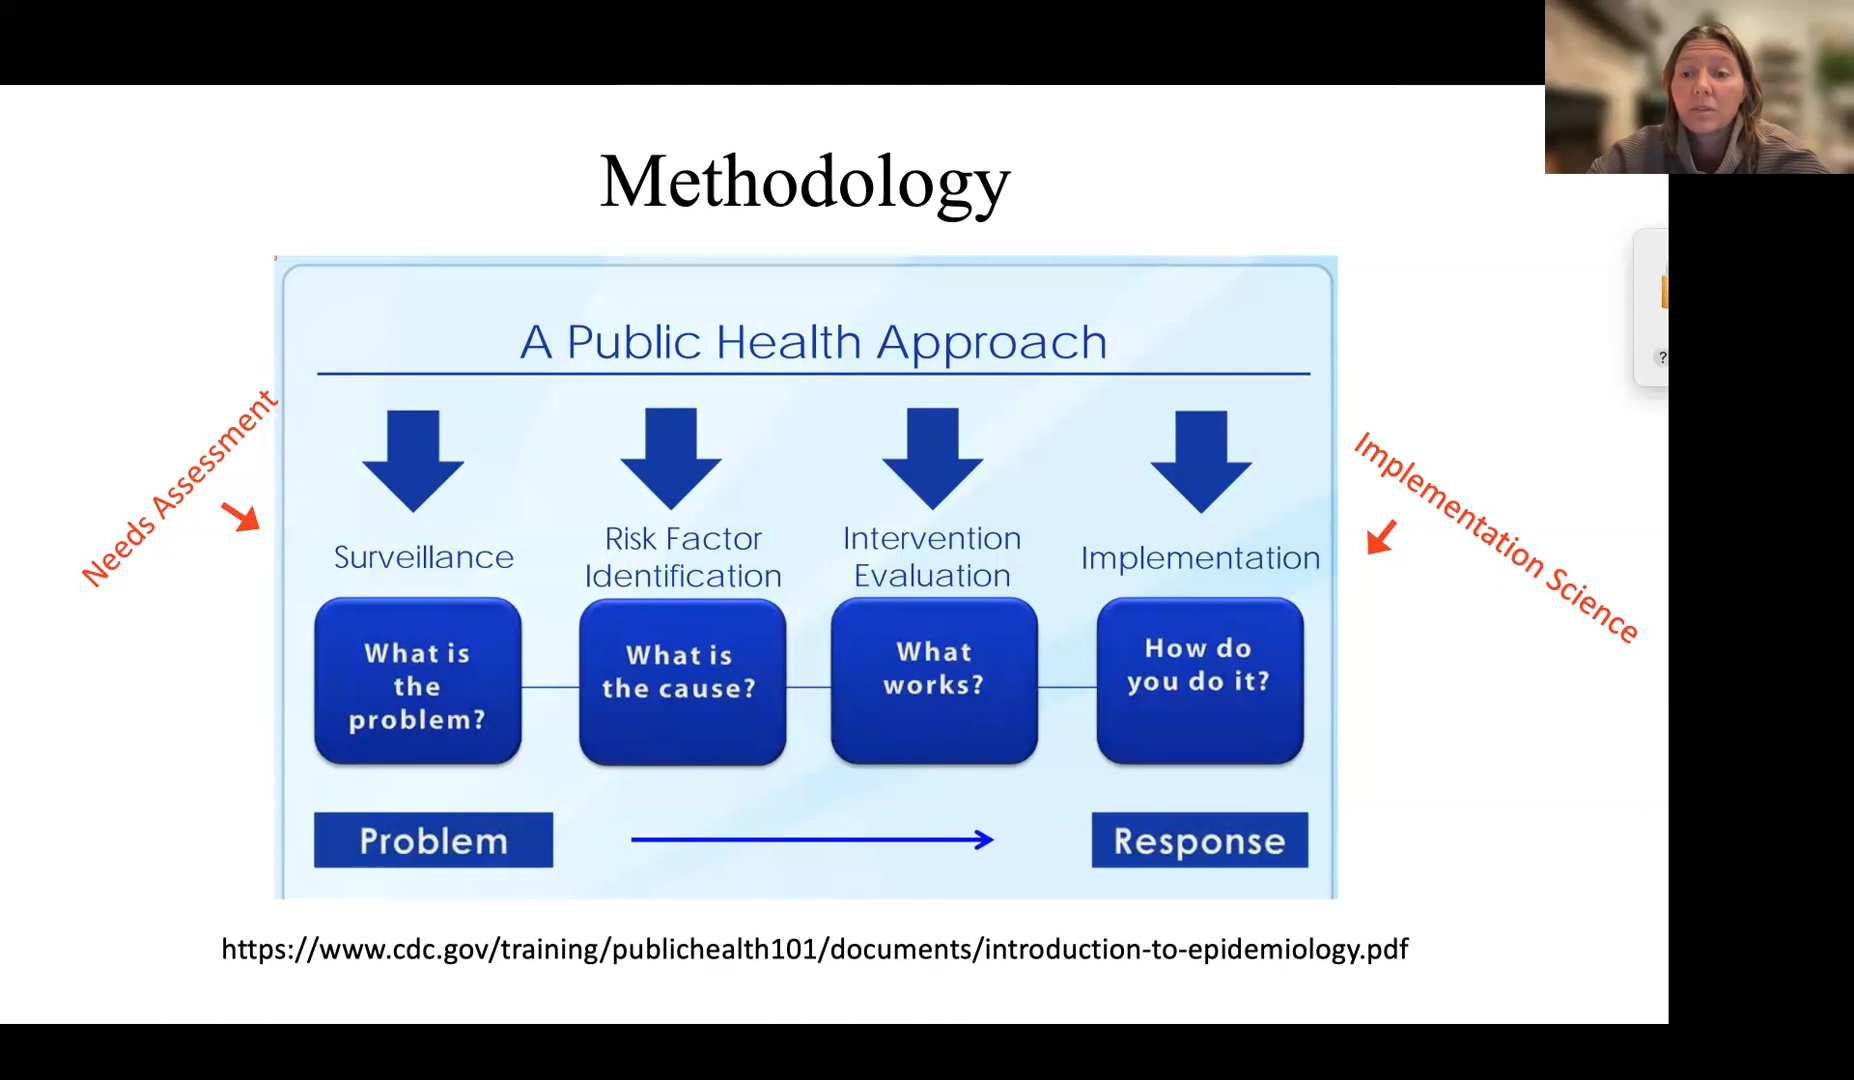 Methodology
A Public Health Approach
Needs Assessment
Implementation Science
Surveillance
Risk Factor
Identification
Intervention
Evaluation
Implementation
What is
the
problem?
What is
the cause?
What
works?
How do
you do it?
Problem
Response
https://www.cdc.gov/training/publichealth101/documents/introduction-to-epidemiology.pdf
?